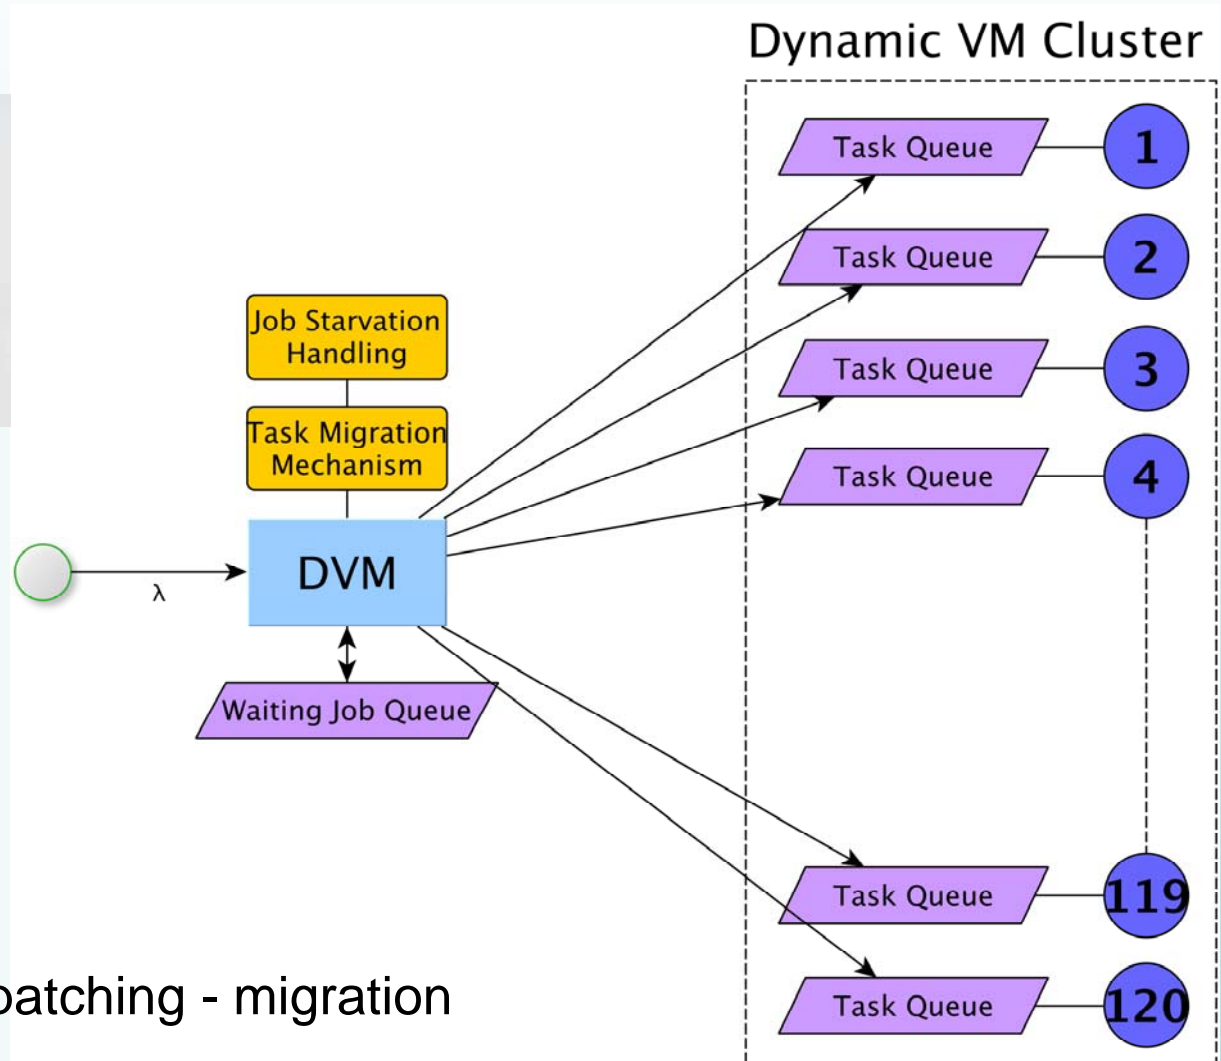 Dynamic VM Cluster
Task Queue
1
Task Queue
2
Job Starvation
Handling
Task Queue
3
Task Migration
Mechanism
Task Queue
4
DVM
λ
Waiting Job Queue
Task Queue
119
Task Queue
120
- migration